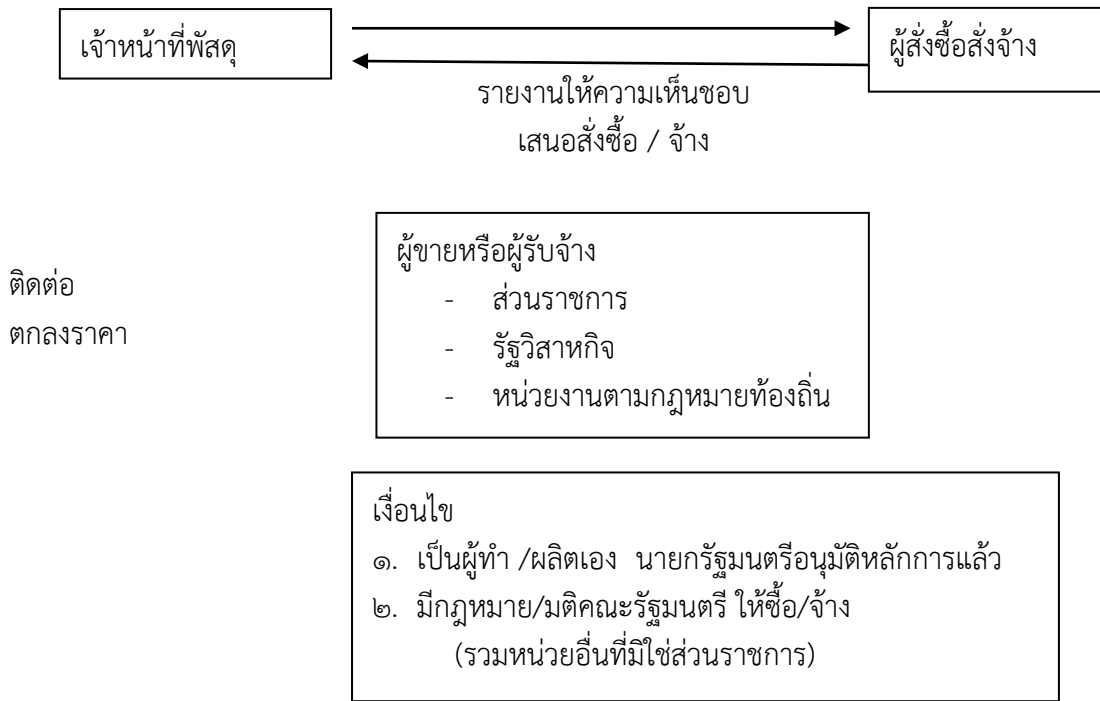 เจ้าหน้าที่พัสดุ
ผู้สั่งซื้อสั่งจ้าง
รายงานให้ความเห็นชอบ
เสนอสั่งซื้อ / จ้าง
ติดต่อ
ตกลงราคา
ผู้ขายหรือผู้รับจ้าง
- ส่วนราชการ
- รัฐวิสาหกิจ
- หน่วยงานตามกฎหมายท้องถิ่น
เงื่อนไข
๑. เป็นผู้ทำ /ผลิตเอง นายกรัฐมนตรีอนุมัติหลักการแล้ว
๒. มีกฎหมาย/มติคณะรัฐมนตรี ให้ซื้อ/จ้าง
(รวมหน่วยอื่นที่มิใช่ส่วนราชการ)